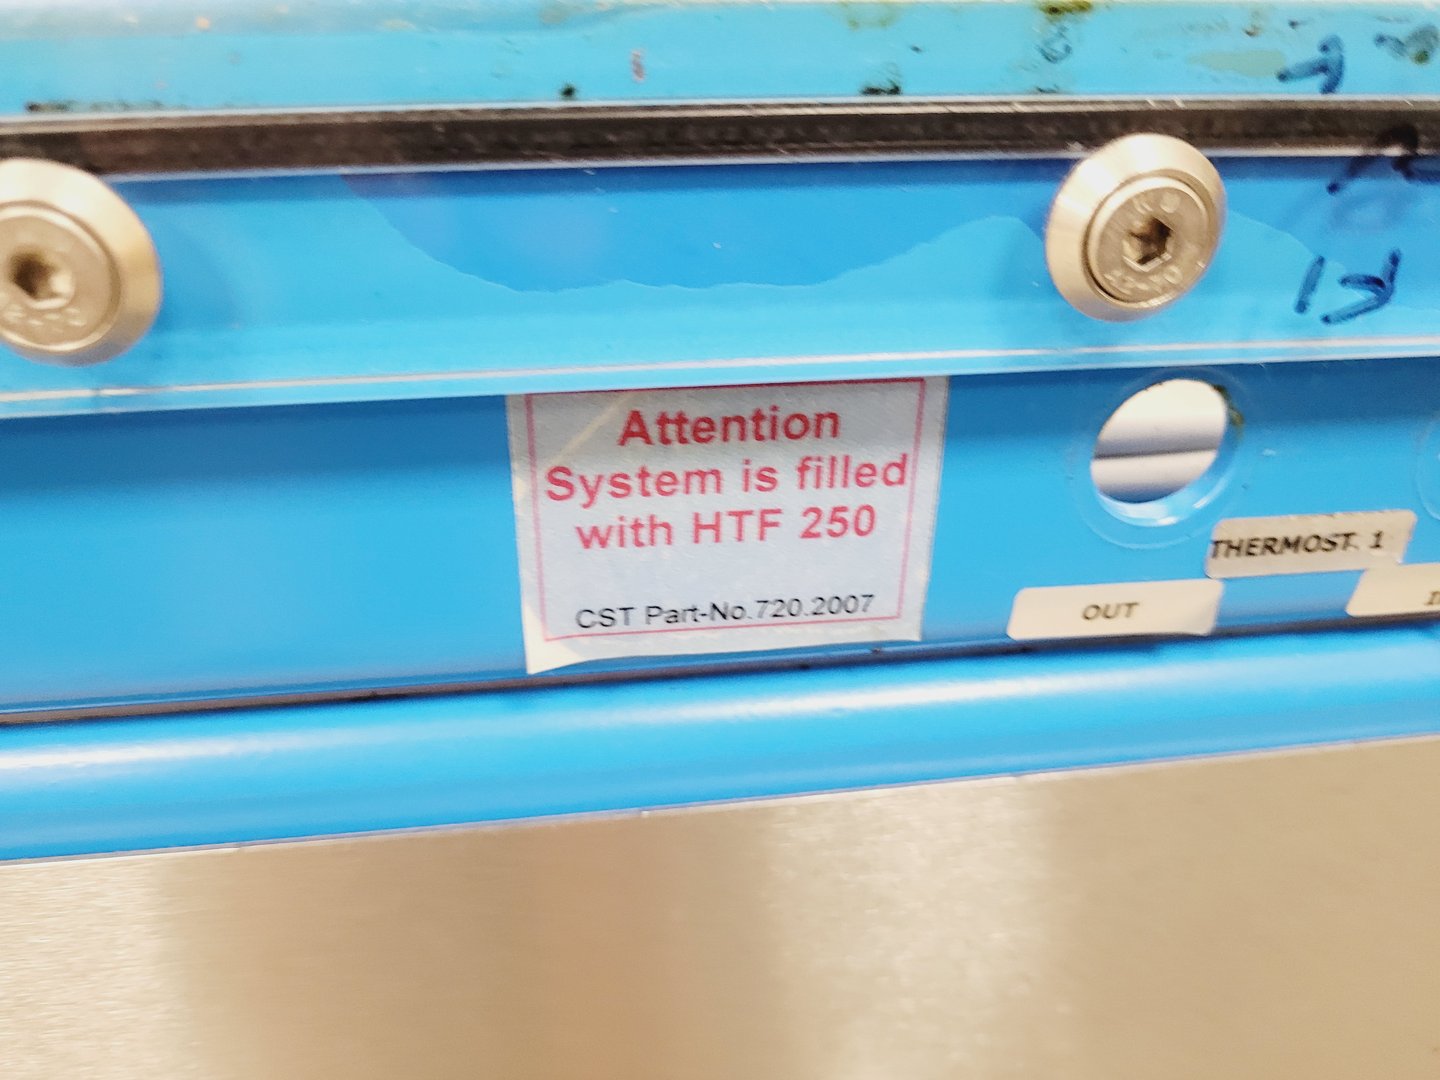 Attention
System is filled
with HTF 250
CST Part-No.720.2007
THERMOST. 1
OUT